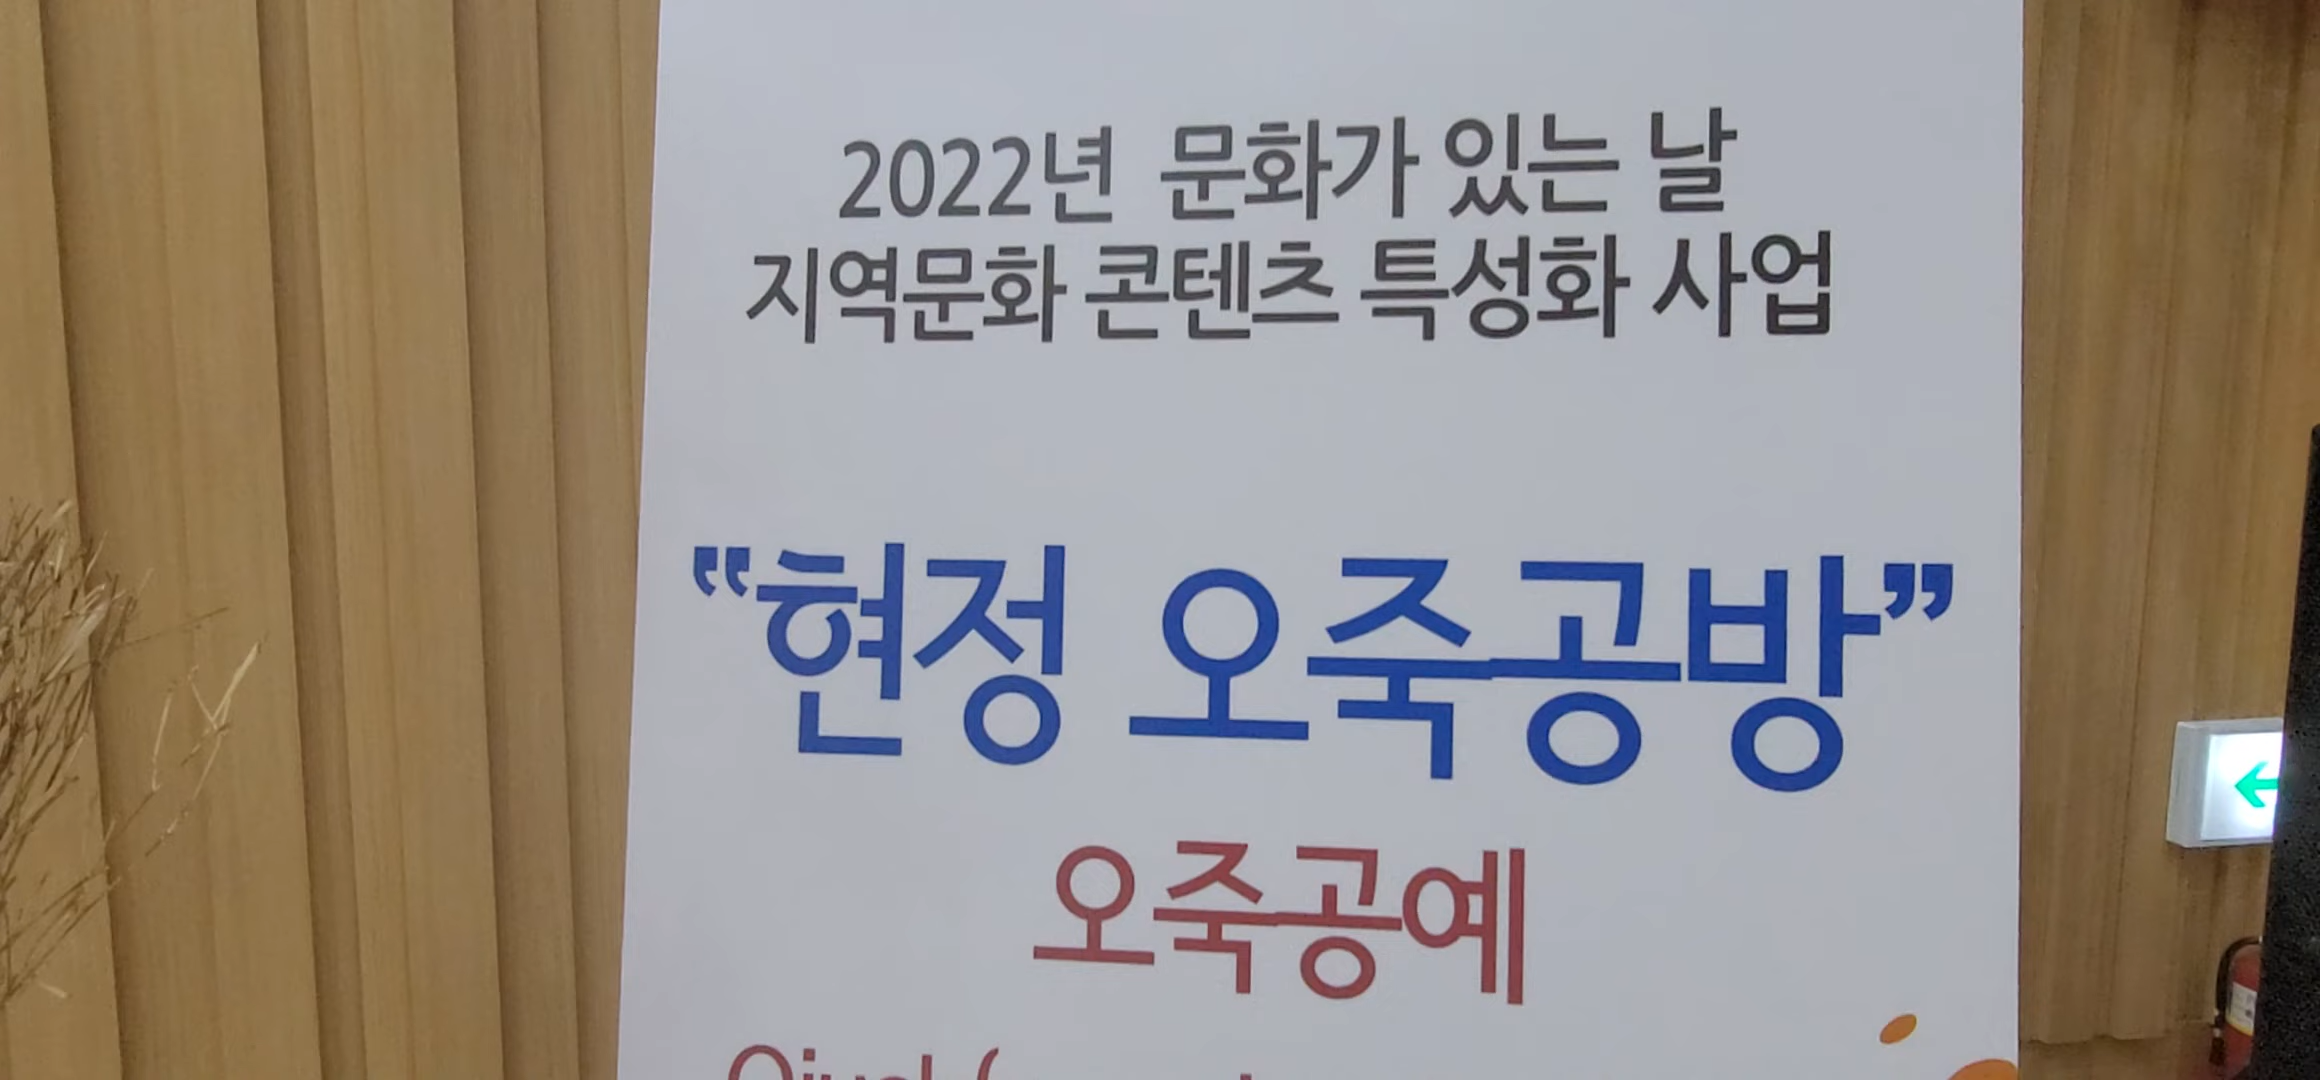 2022년 문화가 있는 날
지역문화 콘텐츠 특성화 사업
"현정 오죽공방"
오죽공예